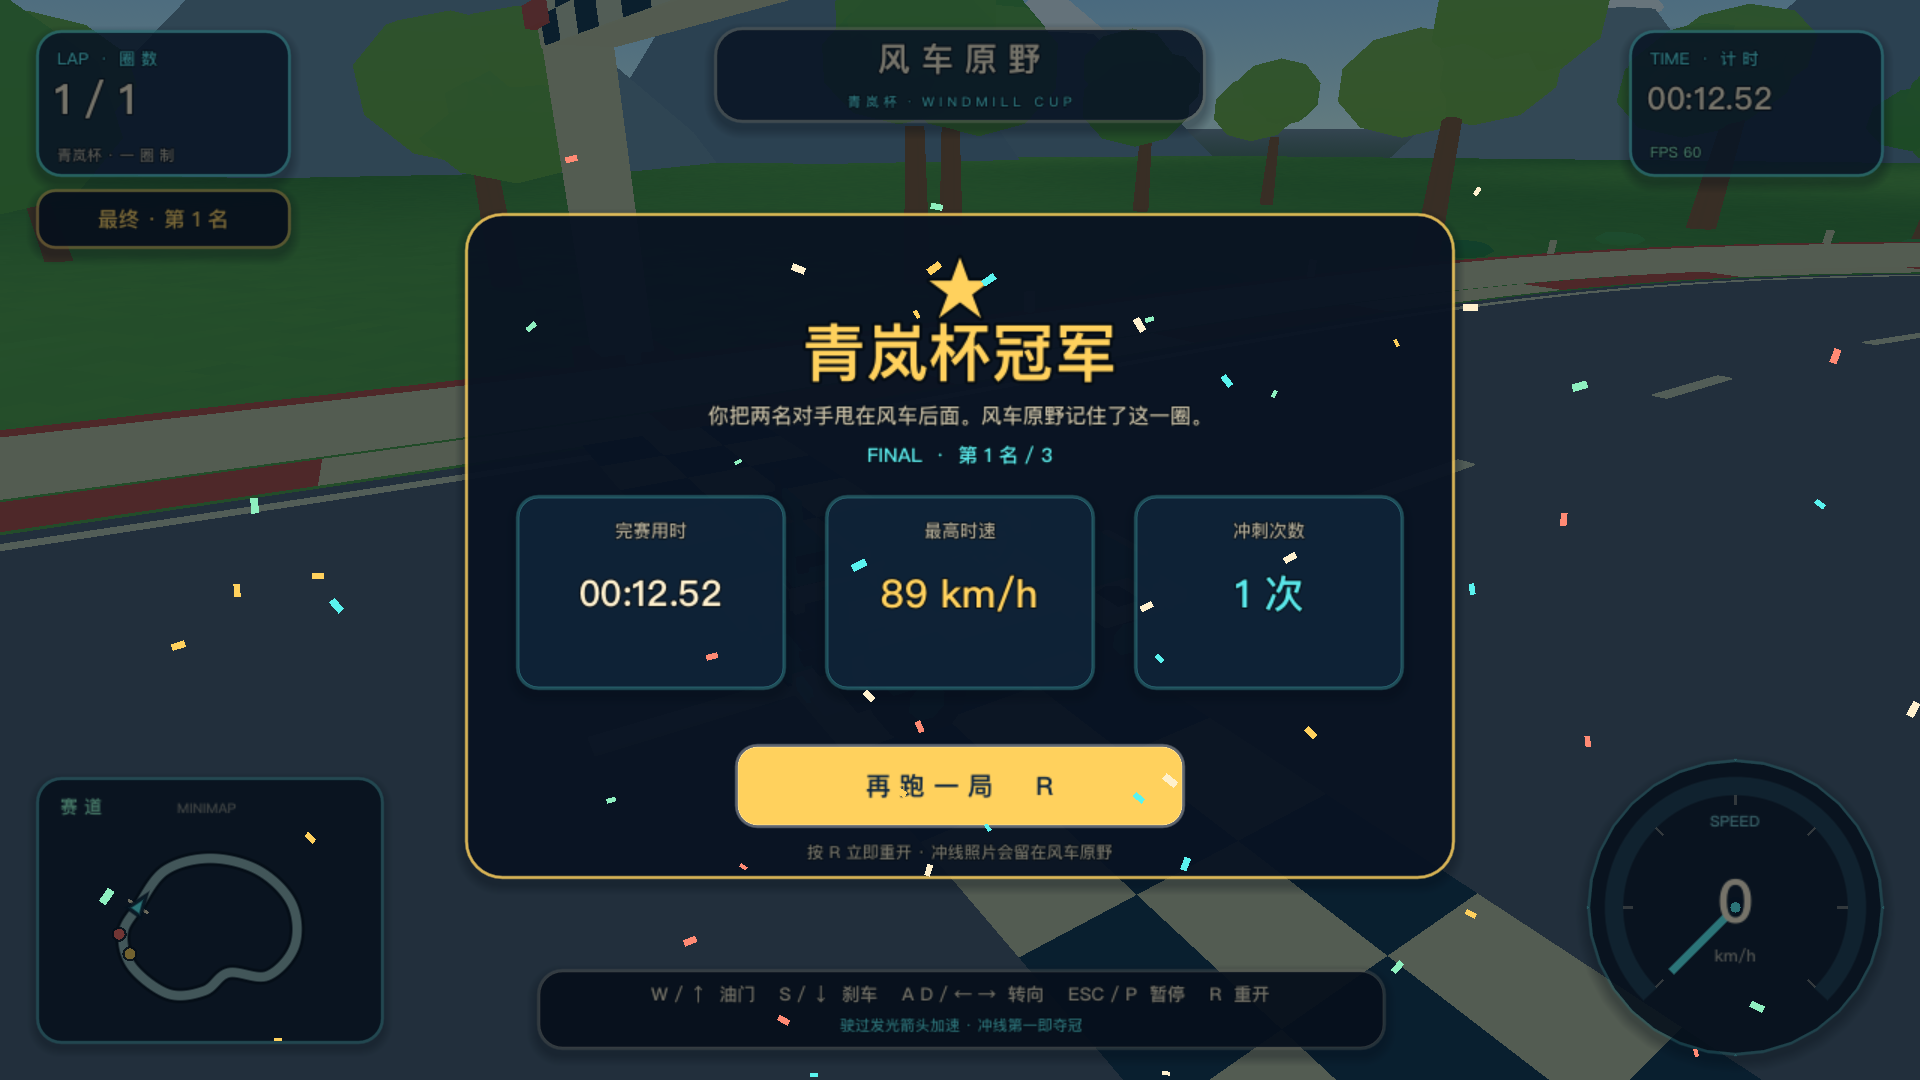 LAP · 圈数
1 / 1
青岚杯 · 一圈制
最终 · 第 1 名
风车原野
青岚杯 · WINDMILL CUP
TIME · 计时
00:12.52
FPS 60
青岚杯冠军
你把两名对手甩在风车后面。风车原野记住了这一圈。
FINAL · 第 1 名 / 3
完赛用时
00:12.52
最高时速
89 km/h
冲刺次数
1 次
再跑一局 R
按 R 立即重开 · 冲线照片会留在风车原野
赛道 MINIMAP
SPEED
0
km/h
W / ↑ 油门 S / ↓ 刹车 A D / ←→ 转向 ESC / P 暂停 R 重开
驶过发光箭头加速 · 冲线第一即夺冠